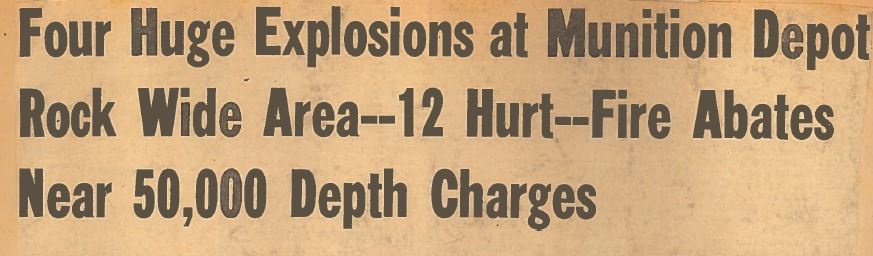 Four Huge Explosions at Munition Depot
Rock Wide Area--12 Hurt--Fire Abates
Near 50,000 Depth Charges